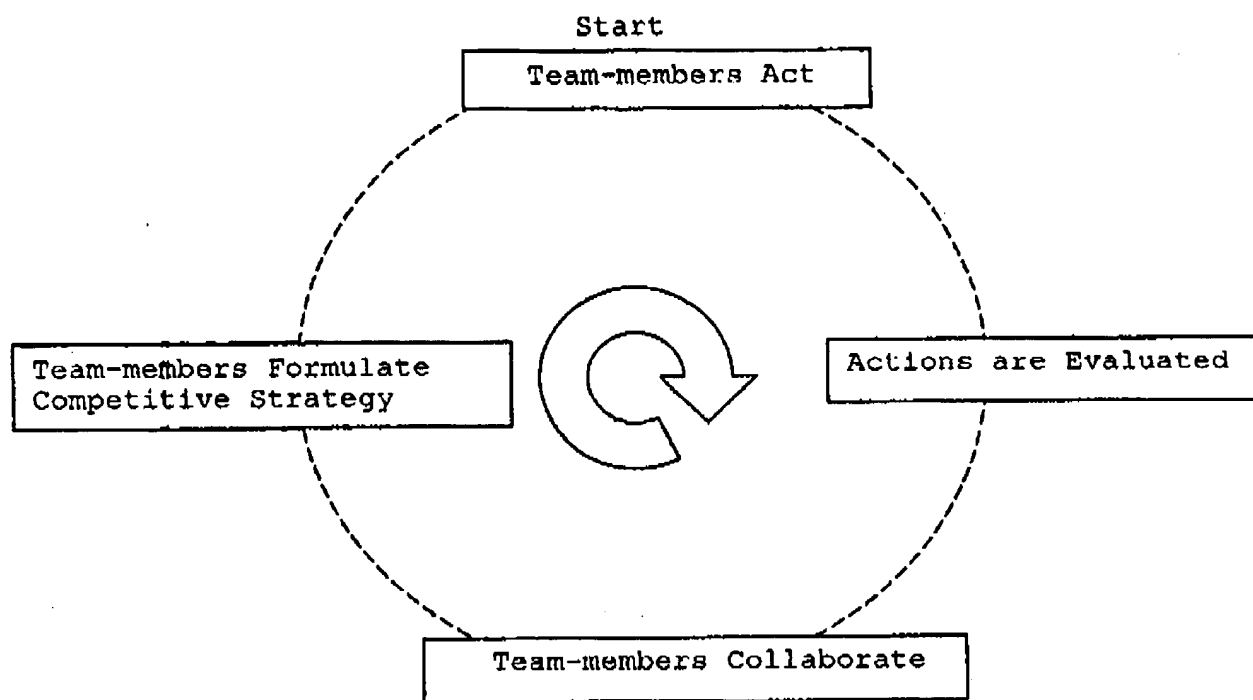 Start
Team-members Act
Actions are Evaluated
Team-members Formulate
Competitive Strategy
Team-members Collaborate